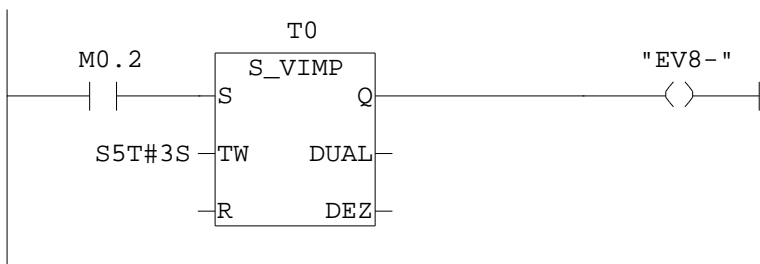 T0
M0.2
S_VIMP
"EV8-"
S
Q
S5T#3S
TW
DUAL
R
DEZ